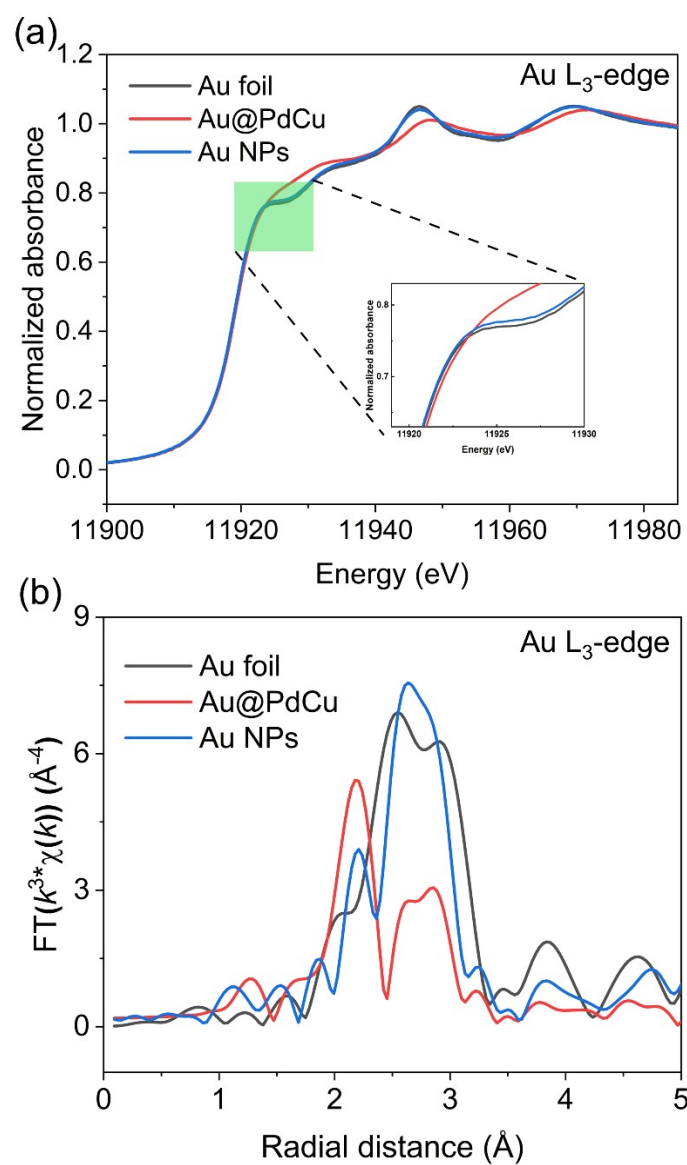 (a)
1.2
1.0
0.8
0.6
0.4
0.2
0.0
Normalized absorbance
Au foil
Au@PdCu
Au NPs
Au L₃-edge
0.8
0.7
Normalized absorbance
11920 11925 11930
Energy (eV)
11900 11920 11940 11960 11980
Energy (eV)
(b)
9
6
3
0
FT(k³*χ(k)) (Å⁻⁴)
Au foil
Au@PdCu
Au NPs
Au L₃-edge
0 1 2 3 4 5
Radial distance (Å)